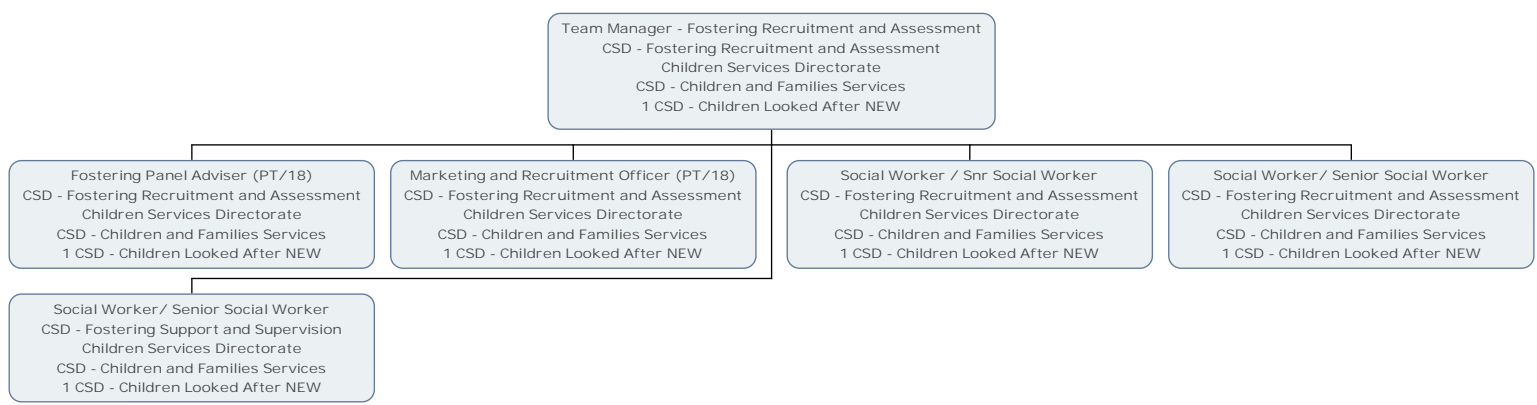 Team Manager - Fostering Recruitment and Assessment
CSD - Fostering Recruitment and Assessment
Children Services Directorate
CSD - Children and Families Services
1 CSD - Children Looked After NEW
Fostering Panel Adviser (PT/18)
CSD - Fostering Recruitment and Assessment
Children Services Directorate
CSD - Children and Families Services
1 CSD - Children Looked After NEW
Marketing and Recruitment Officer (PT/18)
CSD - Fostering Recruitment and Assessment
Children Services Directorate
CSD - Children and Families Services
1 CSD - Children Looked After NEW
Social Worker / Snr Social Worker
CSD - Fostering Recruitment and Assessment
Children Services Directorate
CSD - Children and Families Services
1 CSD - Children Looked After NEW
Social Worker/ Senior Social Worker
CSD - Fostering Recruitment and Assessment
Children Services Directorate
CSD - Children and Families Services
1 CSD - Children Looked After NEW
Social Worker/ Senior Social Worker
CSD - Fostering Support and Supervision
Children Services Directorate
CSD - Children and Families Services
1 CSD - Children Looked After NEW